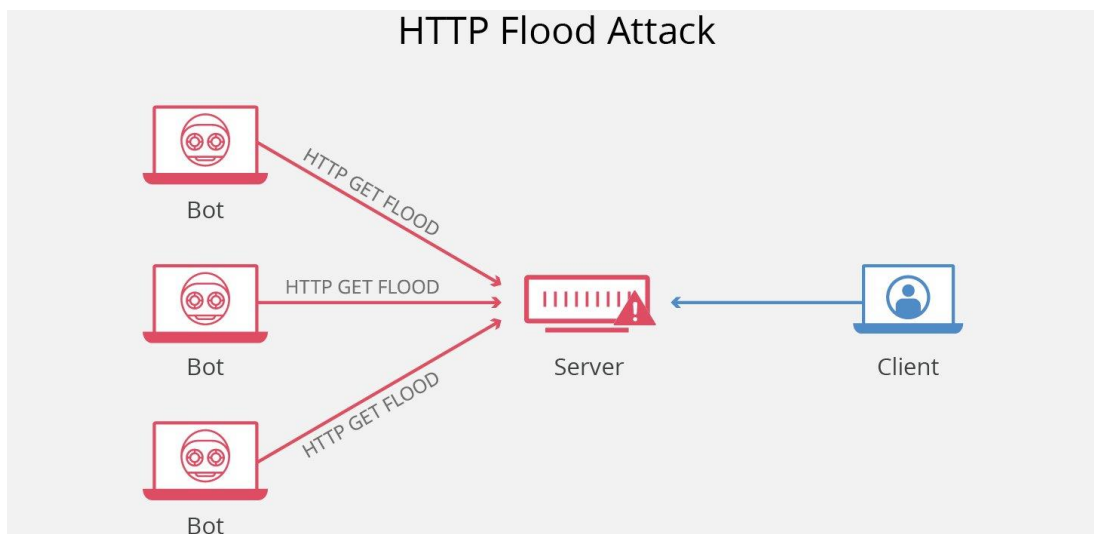 HTTP Flood Attack
HTTP GET FLOOD
Bot
HTTP GET FLOOD
Bot
Server
Client
HTTP GET FLOOD
Bot